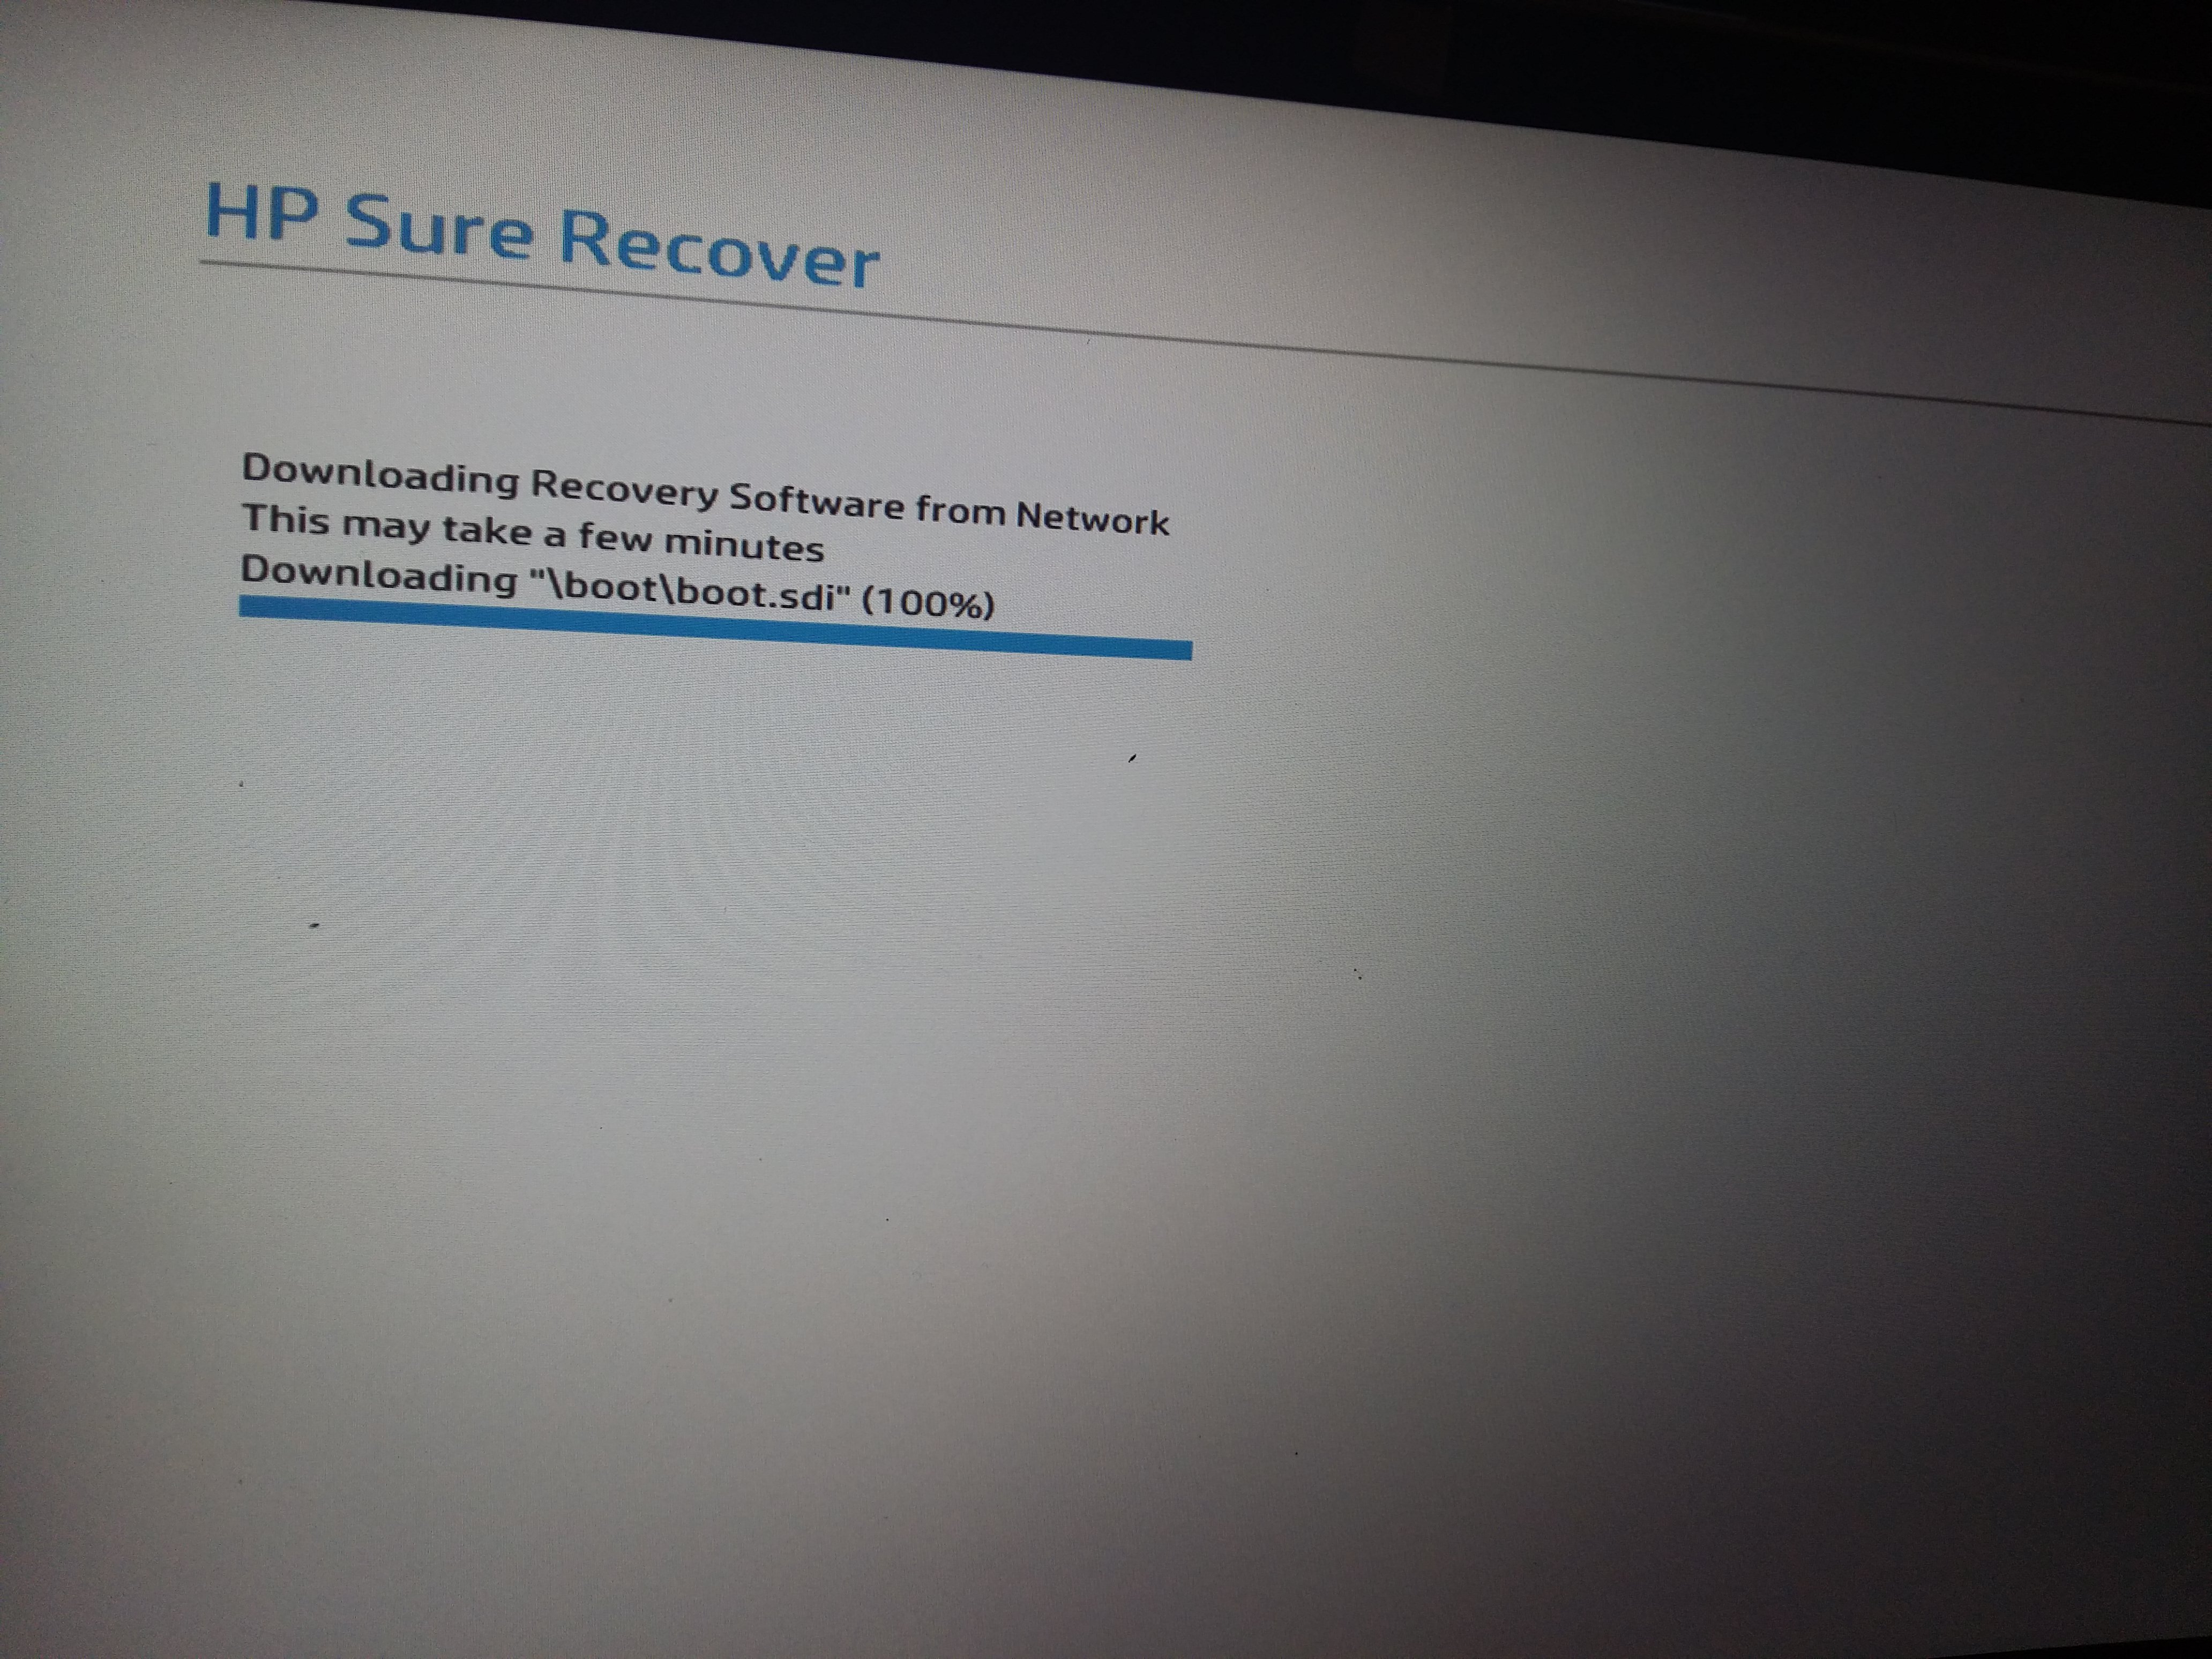 HP Sure Recover
Downloading Recovery Software from Network
This may take a few minutes
Downloading "\boot\boot.sdi" (100%)